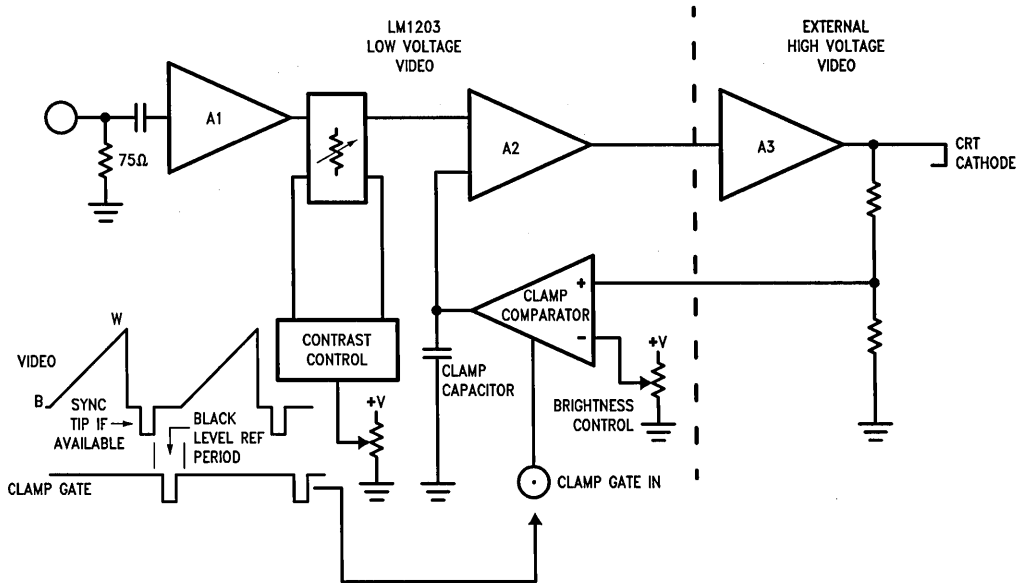 LM1203
LOW VOLTAGE
VIDEO
EXTERNAL
HIGH VOLTAGE
VIDEO
A1
A2
A3
75Ω
CRT
CATHODE
+
CLAMP
COMPARATOR
−
W
VIDEO
B
CONTRAST
CONTROL
CLAMP
CAPACITOR
+V
BRIGHTNESS
CONTROL
SYNC
TIP IF
AVAILABLE
BLACK
LEVEL REF
PERIOD
+V
CLAMP GATE
CLAMP GATE IN